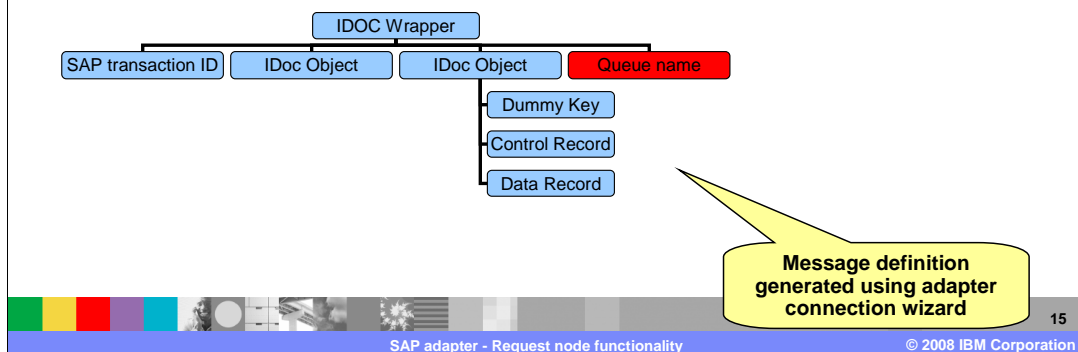 IDOC Wrapper
SAP transaction ID
IDoc Object
IDoc Object
Queue name
Dummy Key
Control Record
Data Record
Message definition
generated using adapter
connection wizard
15
SAP adapter - Request node functionality
© 2008 IBM Corporation